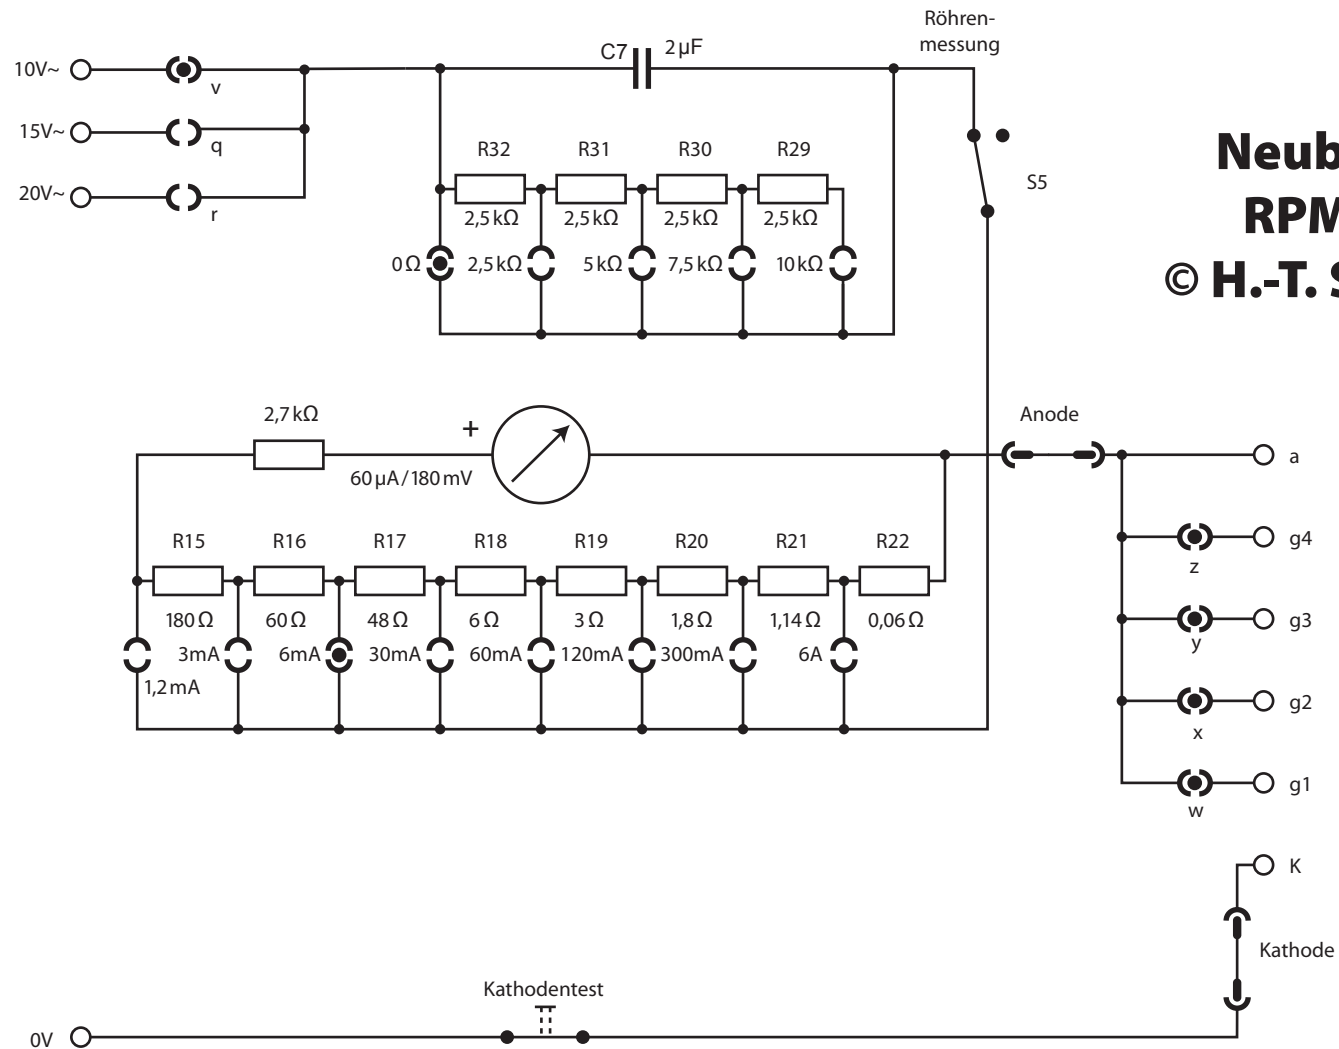 Röhren-
messung
C7 2µF
10V~
v
15V~
q
20V~
r
R32 R31 R30 R29
2,5kΩ 2,5kΩ 2,5kΩ 2,5kΩ
0Ω 2,5kΩ 5kΩ 7,5kΩ 10kΩ
S5
Neub
RPM
© H.-T. S
2,7kΩ
+
60µA/180mV
Anode
a
R15 R16 R17 R18 R19 R20 R21 R22
180Ω 60Ω 48Ω 6Ω 3Ω 1,8Ω 1,14Ω 0,06Ω
3mA 6mA 30mA 60mA 120mA 300mA 6A
1,2mA
g4
z
g3
y
g2
x
g1
w
K
Kathode
Kathodentest
0V